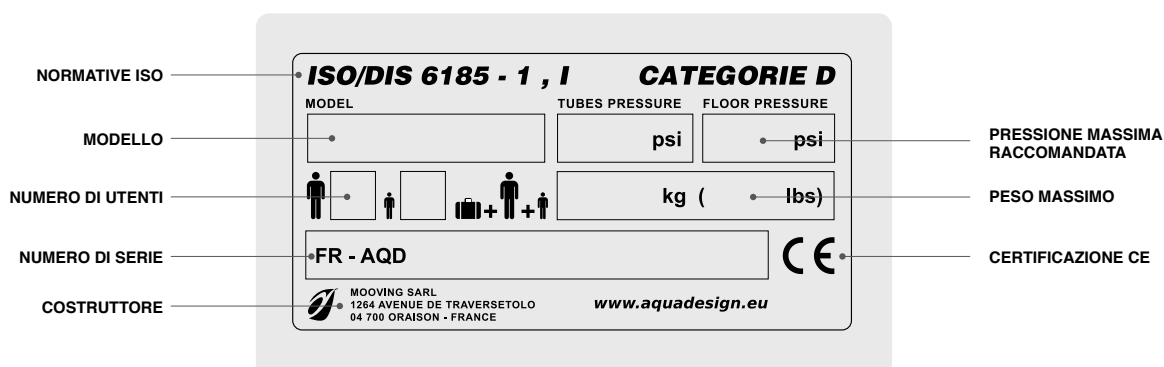 NORMATIVE ISO
ISO/DIS 6185 - 1 , I CATEGORIE D
MODEL TUBES PRESSURE FLOOR PRESSURE
MODELLO
psi psi
PRESSIONE MASSIMA
RACCOMANDATA
NUMERO DI UTENTI
+ + kg ( lbs)
PESO MASSIMO
NUMERO DI SERIE
FR - AQD
CE
CERTIFICAZIONE CE
COSTRUTTORE
MOOVING SARL
1264 AVENUE DE TRAVERSETOLO
04 700 ORAISON - FRANCE
www.aquadesign.eu